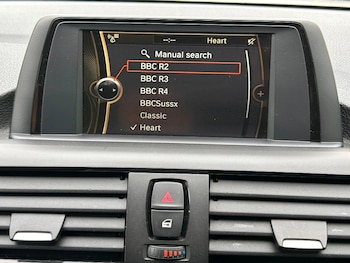 --:-- Heart
Manual search
BBC R2
BBC R3
BBC R4
BBCSussx
Classic
✓ Heart